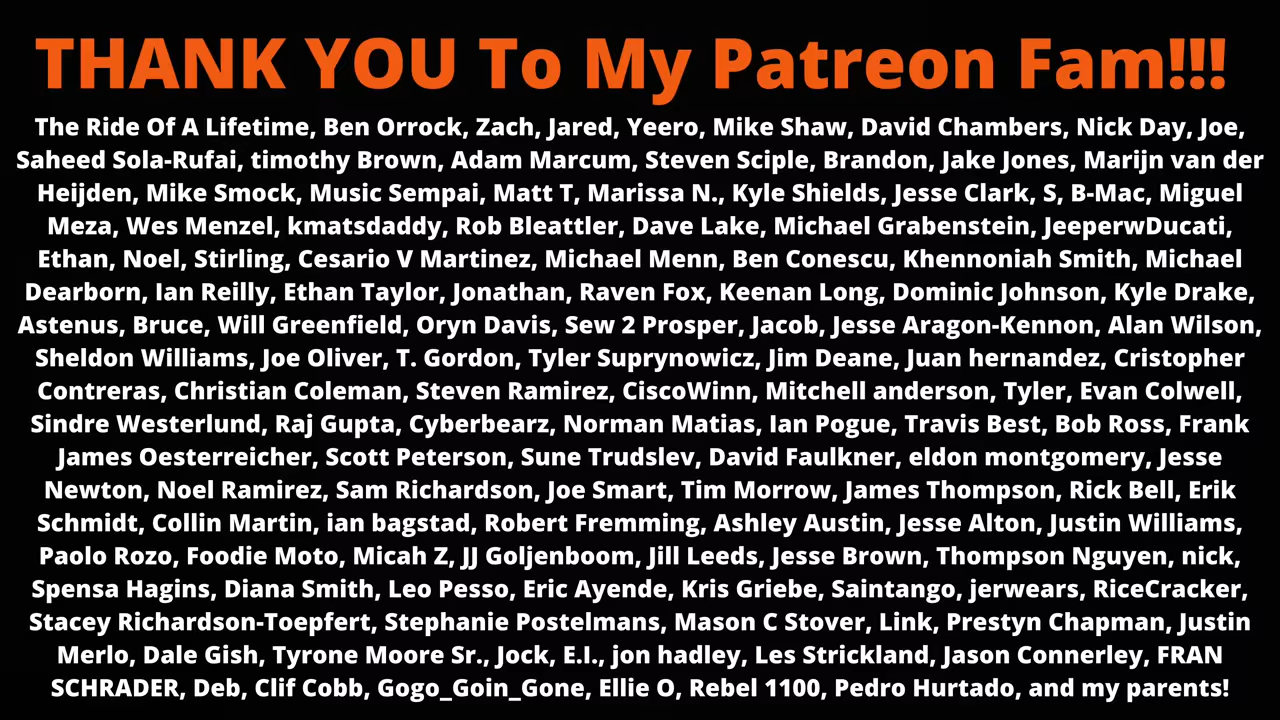 THANK YOU To My Patreon Fam!!!
The Ride Of A Lifetime, Ben Orrock, Zach, Jared, Yeero, Mike Shaw, David Chambers, Nick Day, Joe,
Saheed Sola-Rufai, timothy Brown, Adam Marcum, Steven Sciple, Brandon, Jake Jones, Marijn van der
Heijden, Mike Smock, Music Sempai, Matt T, Marissa N., Kyle Shields, Jesse Clark, S, B-Mac, Miguel
Meza, Wes Menzel, kmatsdaddy, Rob Bleattler, Dave Lake, Michael Grabenstein, JeeperwDucati,
Ethan, Noel, Stirling, Cesario V Martinez, Michael Menn, Ben Conescu, Khennoniah Smith, Michael
Dearborn, Ian Reilly, Ethan Taylor, Jonathan, Raven Fox, Keenan Long, Dominic Johnson, Kyle Drake,
Astenus, Bruce, Will Greenfield, Oryn Davis, Sew 2 Prosper, Jacob, Jesse Aragon-Kennon, Alan Wilson,
Sheldon Williams, Joe Oliver, T. Gordon, Tyler Suprynowicz, Jim Deane, Juan hernandez, Cristopher
Contreras, Christian Coleman, Steven Ramirez, CiscoWinn, Mitchell anderson, Tyler, Evan Colwell,
Sindre Westerlund, Raj Gupta, Cyberbearz, Norman Matias, Ian Pogue, Travis Best, Bob Ross, Frank
James Oesterreicher, Scott Peterson, Sune Trudslev, David Faulkner, eldon montgomery, Jesse
Newton, Noel Ramirez, Sam Richardson, Joe Smart, Tim Morrow, James Thompson, Rick Bell, Erik
Schmidt, Collin Martin, ian bagstad, Robert Fremming, Ashley Austin, Jesse Alton, Justin Williams,
Paolo Rozo, Foodie Moto, Micah Z, JJ Goljenboom, Jill Leeds, Jesse Brown, Thompson Nguyen, nick,
Spensa Hagins, Diana Smith, Leo Pesso, Eric Ayende, Kris Griebe, Saintango, jerwears, RiceCracker,
Stacey Richardson-Toepfert, Stephanie Postelmans, Mason C Stover, Link, Prestyn Chapman, Justin
Merlo, Dale Gish, Tyrone Moore Sr., Jock, E.I., jon hadley, Les Strickland, Jason Connerley, FRAN
SCHRADER, Deb, Clif Cobb, Gogo_Goin_Gone, Ellie O, Rebel 1100, Pedro Hurtado, and my parents!